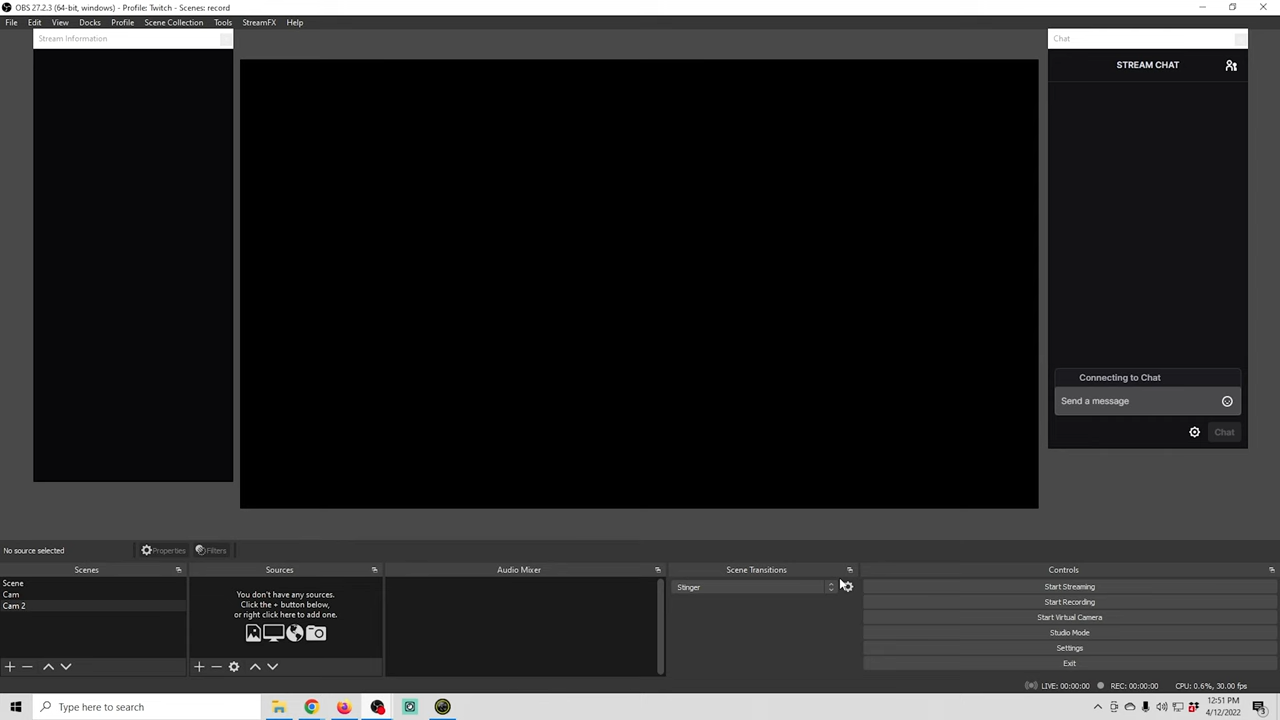 OBS 27.2.3 (64-bit, windows) - Profile: Twitch - Scenes: record
File Edit View Docks Profile Scene Collection Tools StreamFX Help
Stream Information
Chat
STREAM CHAT
Connecting to Chat
Send a message
Chat
No source selected
Properties
Filters
Scenes
Scene
Cam
Cam 2
Sources
You don't have any sources.
Click the + button below,
or right click here to add one.
Audio Mixer
Scene Transitions
Stinger
Controls
Start Streaming
Start Recording
Start Virtual Camera
Studio Mode
Settings
Exit
LIVE: 00:00:00
REC: 00:00:00
CPU: 0.6%, 30.00 fps
Type here to search
12:51 PM
4/12/2022